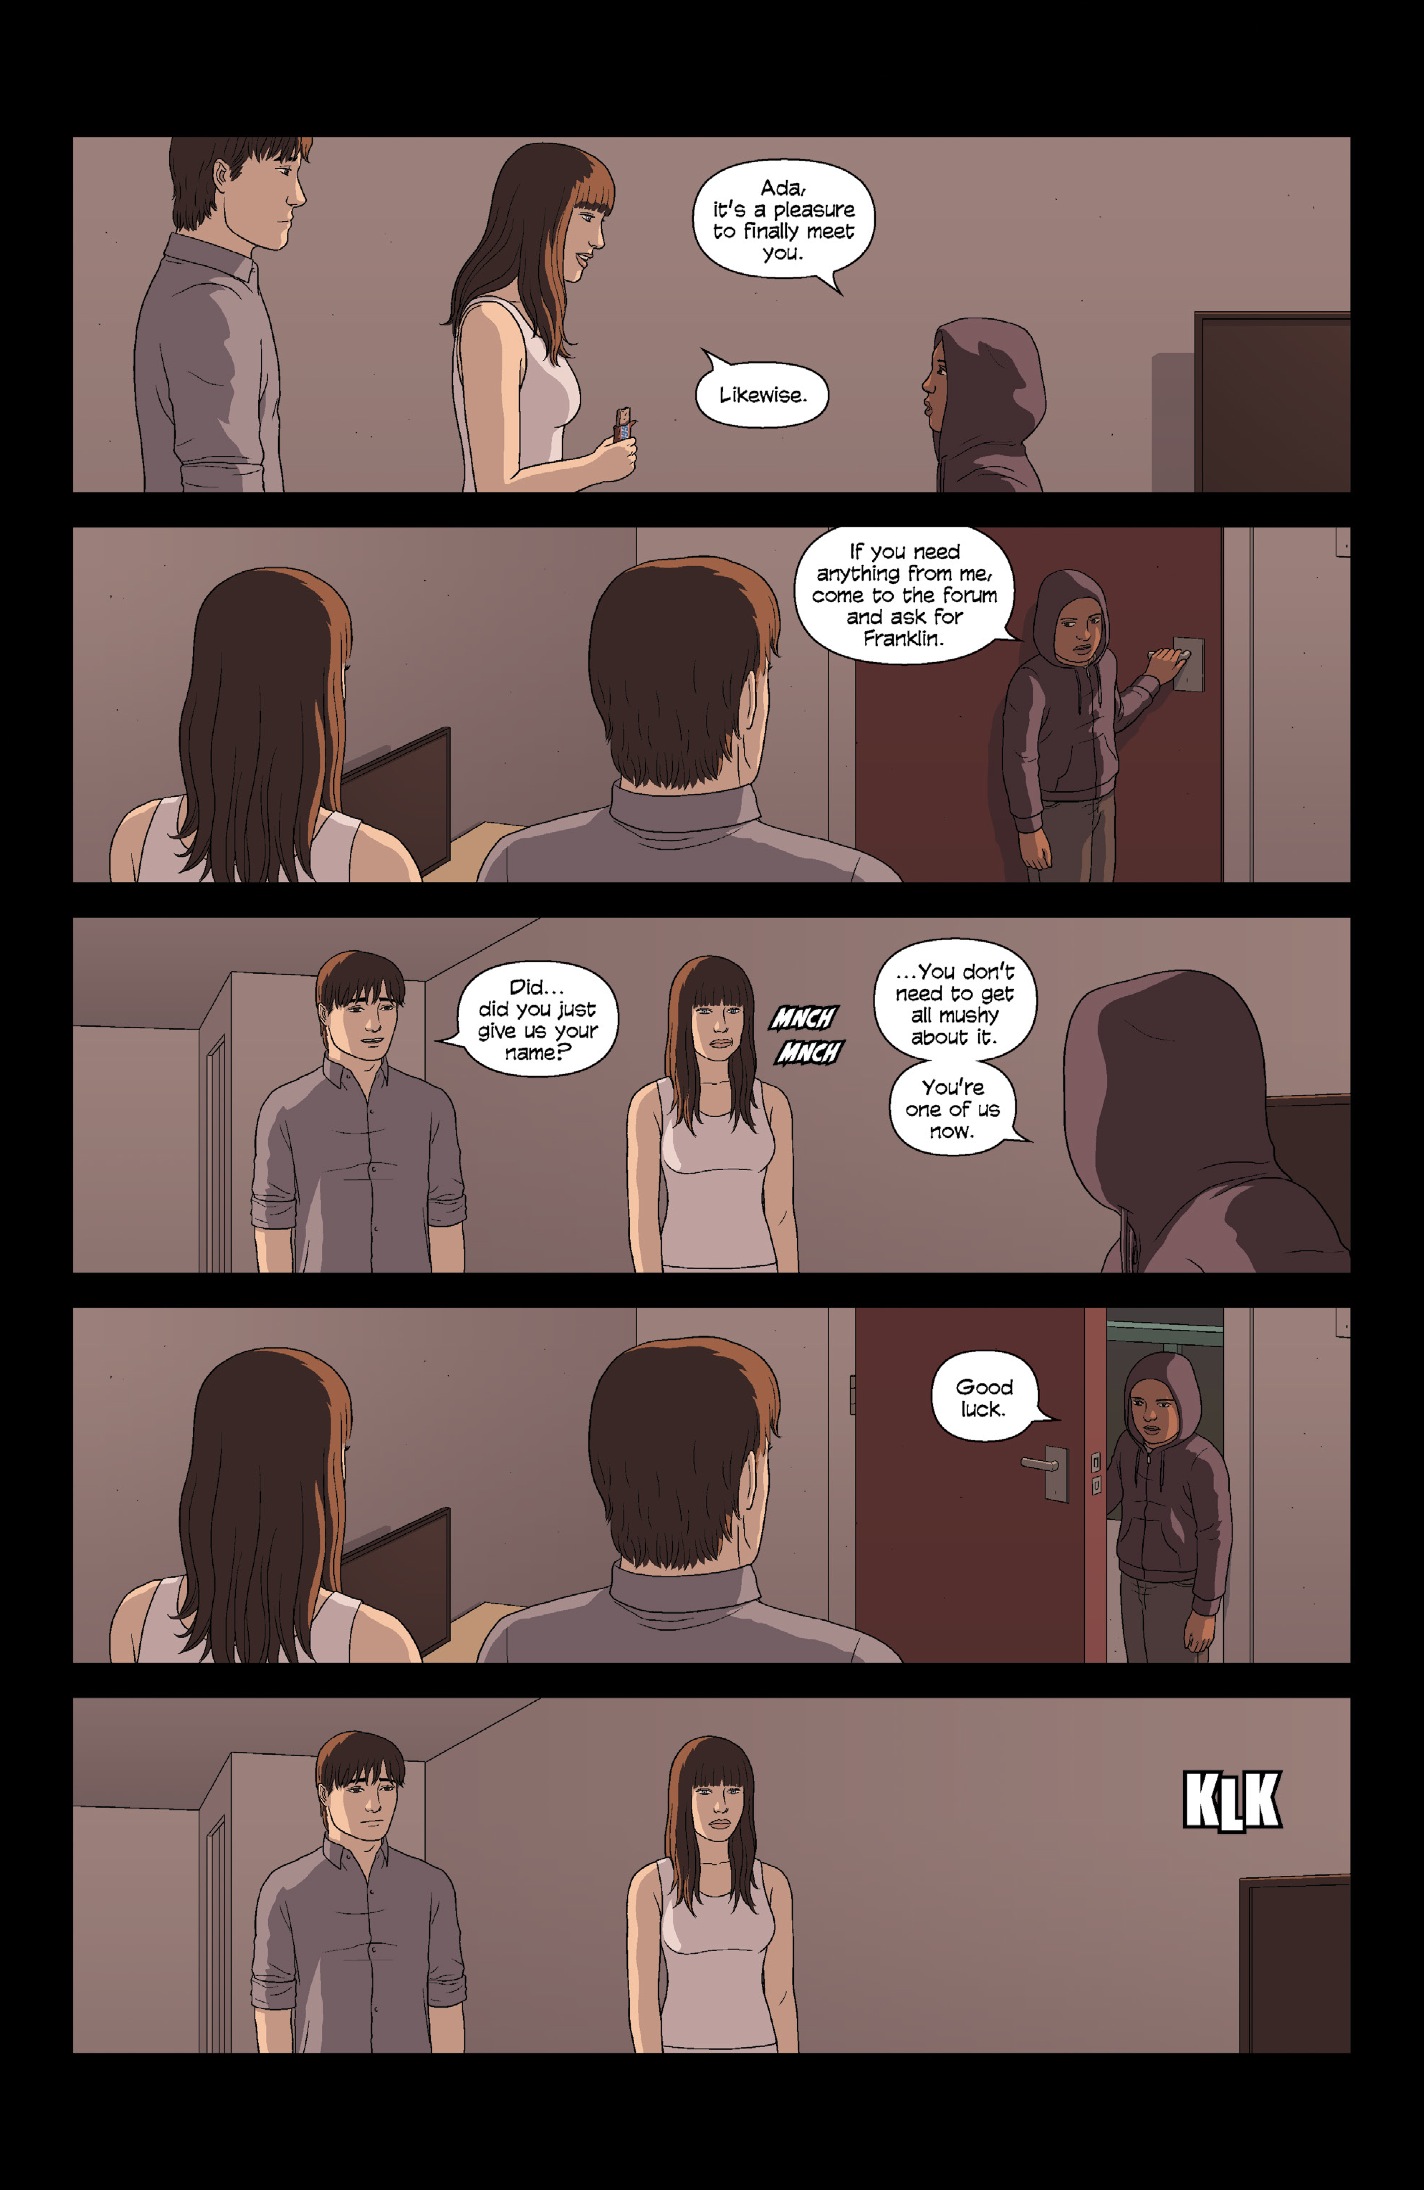 Ada,
it's a pleasure
to finally meet
you.
Likewise.
If you need
anything from me,
come to the forum
and ask for
Franklin.
Did...
did you just
give us your
name?
MNCH
MNCH
...You don't
need to get
all mushy
about it.
You're
one of us
now.
Good
luck.
KLK